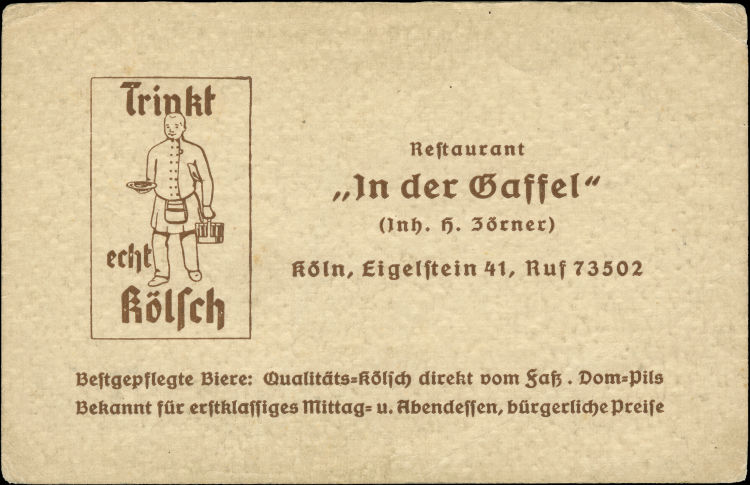 Trinkt
echt
Kölſch
Reſtaurant
„In der Gaffel“
(Inh. H. Zörner)
Köln, Eigelſtein 41, Ruf 73502
Beſtgepflegte Biere: Qualitäts-Kölſch direkt vom Faß. Dom-Pils
Bekannt für erſtklaſſiges Mittag- u. Abendeſſen, bürgerliche Preiſe